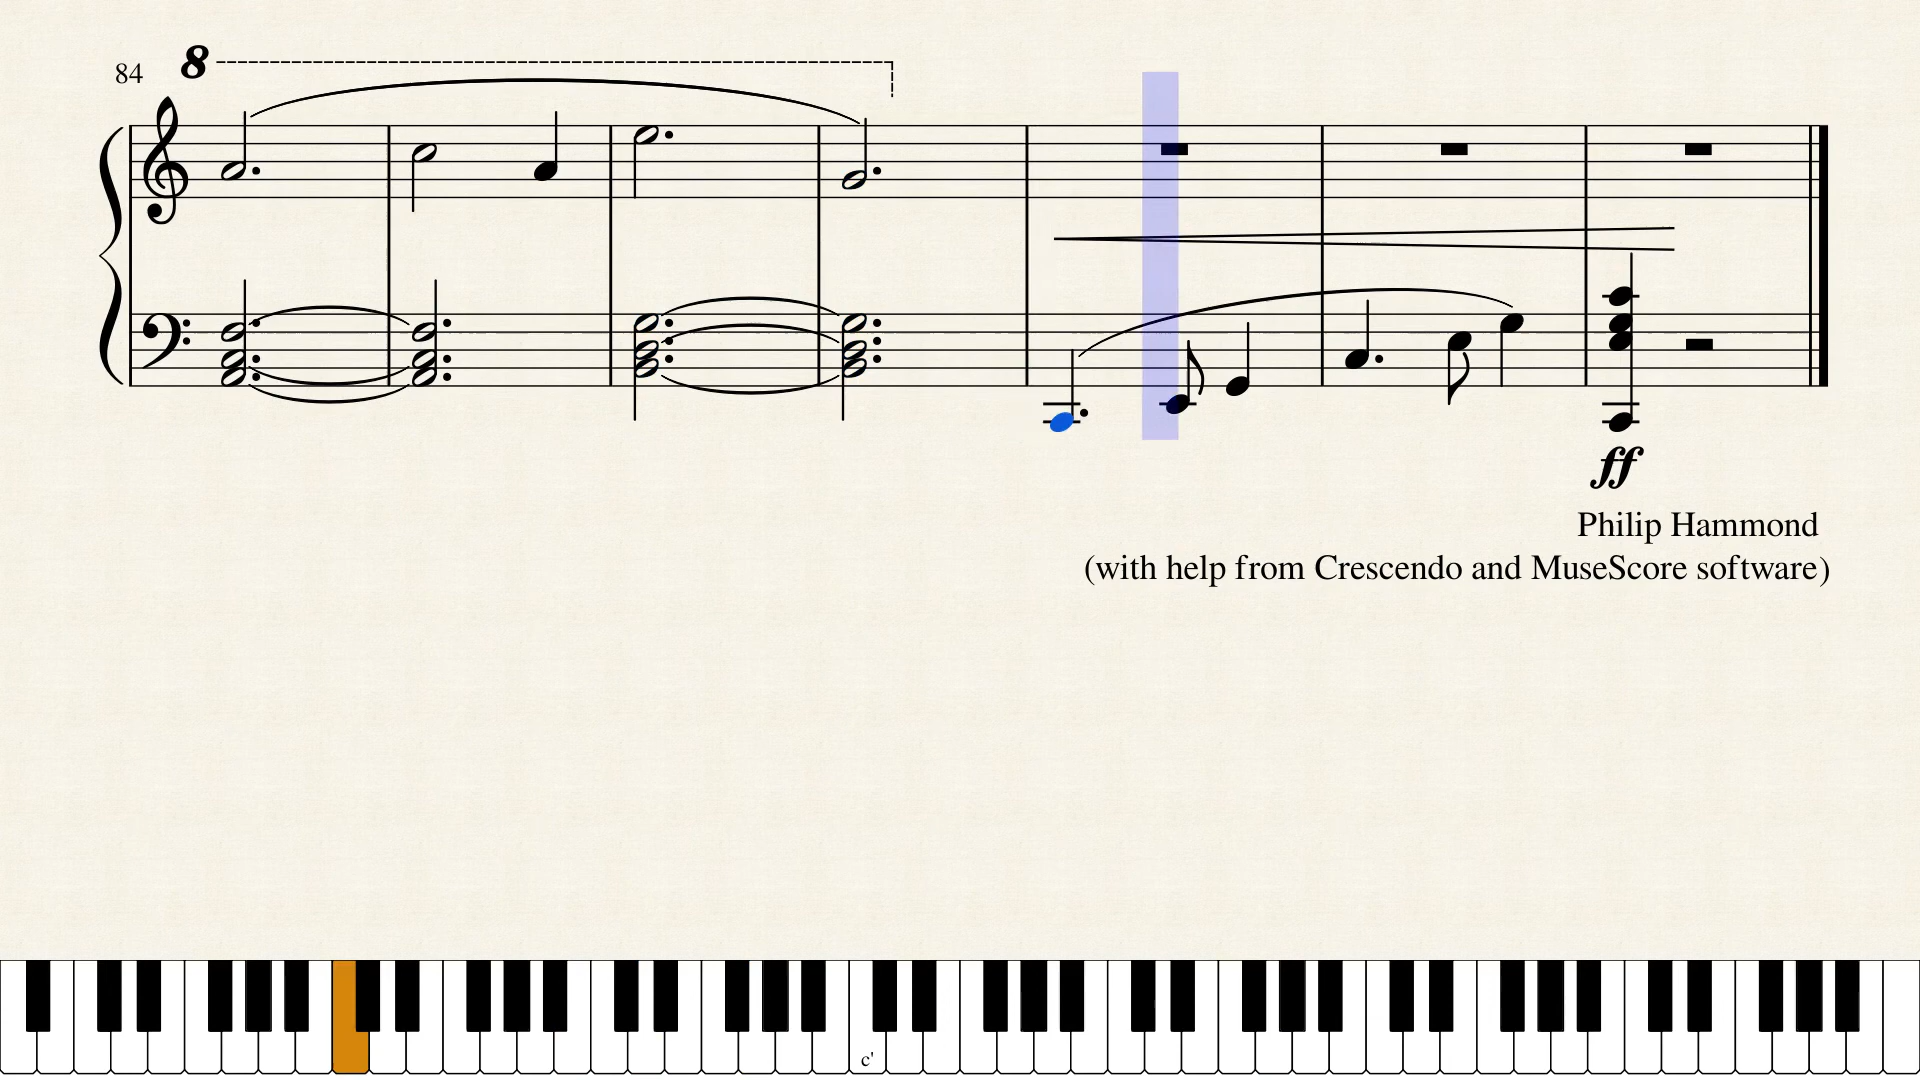 84
8
ff
Philip Hammond
(with help from Crescendo and MuseScore software)
c'